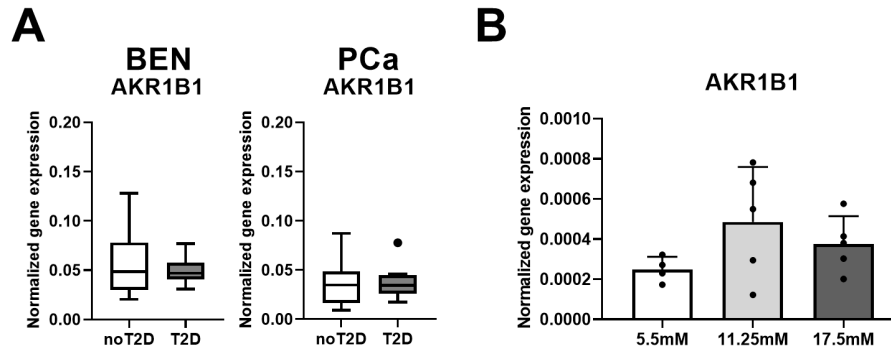 A
BEN
AKR1B1
Normalized gene expression
0.20
0.15
0.10
0.05
0.00
noT2D T2D
PCa
AKR1B1
Normalized gene expression
0.20
0.15
0.10
0.05
0.00
noT2D T2D
B
AKR1B1
Normalized gene expression
0.0010
0.0008
0.0006
0.0004
0.0002
0.0000
5.5mM 11.25mM 17.5mM